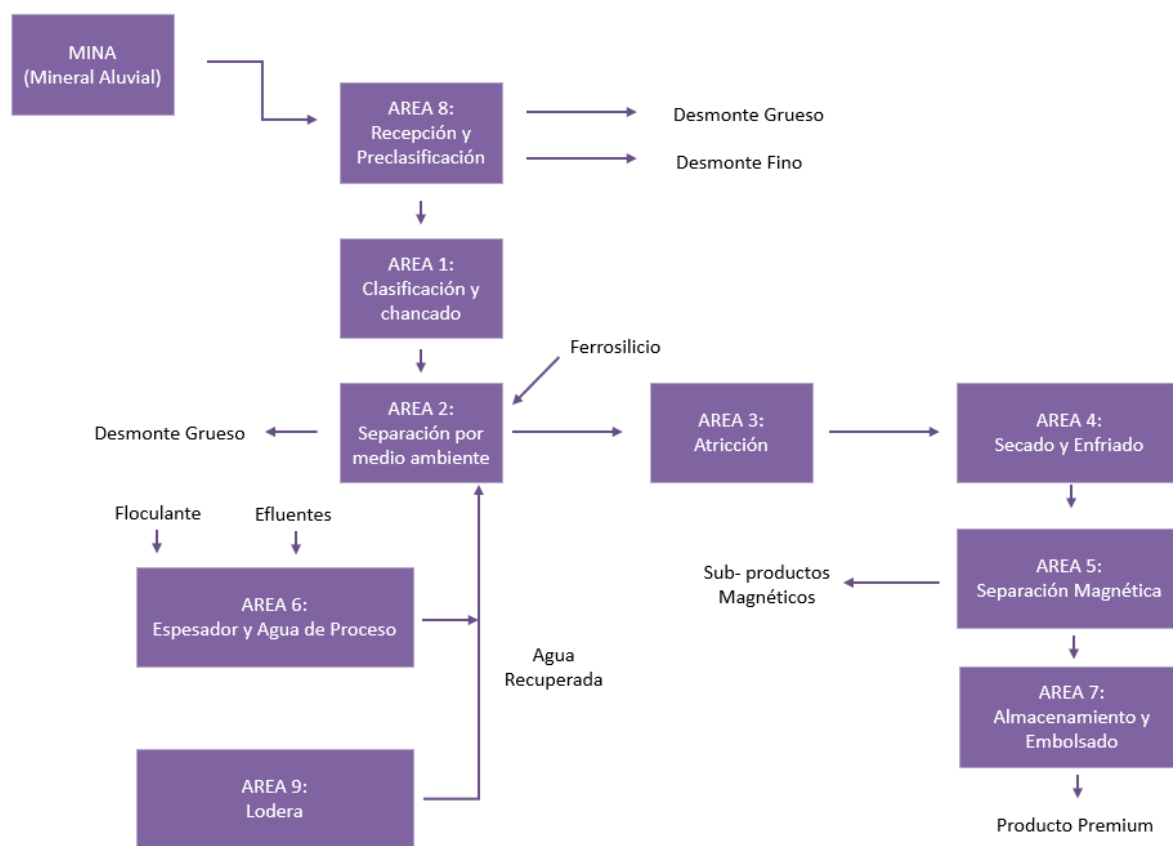 MINA
(Mineral Aluvial)
AREA 8:
Recepción y
Preclasificación
Desmonte Grueso
Desmonte Fino
AREA 1:
Clasificación y
chancado
Ferrosilicio
AREA 2:
Separación por
medio ambiente
Desmonte Grueso
AREA 3:
Atricción
AREA 4:
Secado y Enfriado
Floculante
Efluentes
AREA 6:
Espesador y Agua de Proceso
Sub- productos
Magnéticos
AREA 5:
Separación Magnética
Agua
Recuperada
AREA 7:
Almacenamiento y
Embolsado
AREA 9:
Lodera
Producto Premium